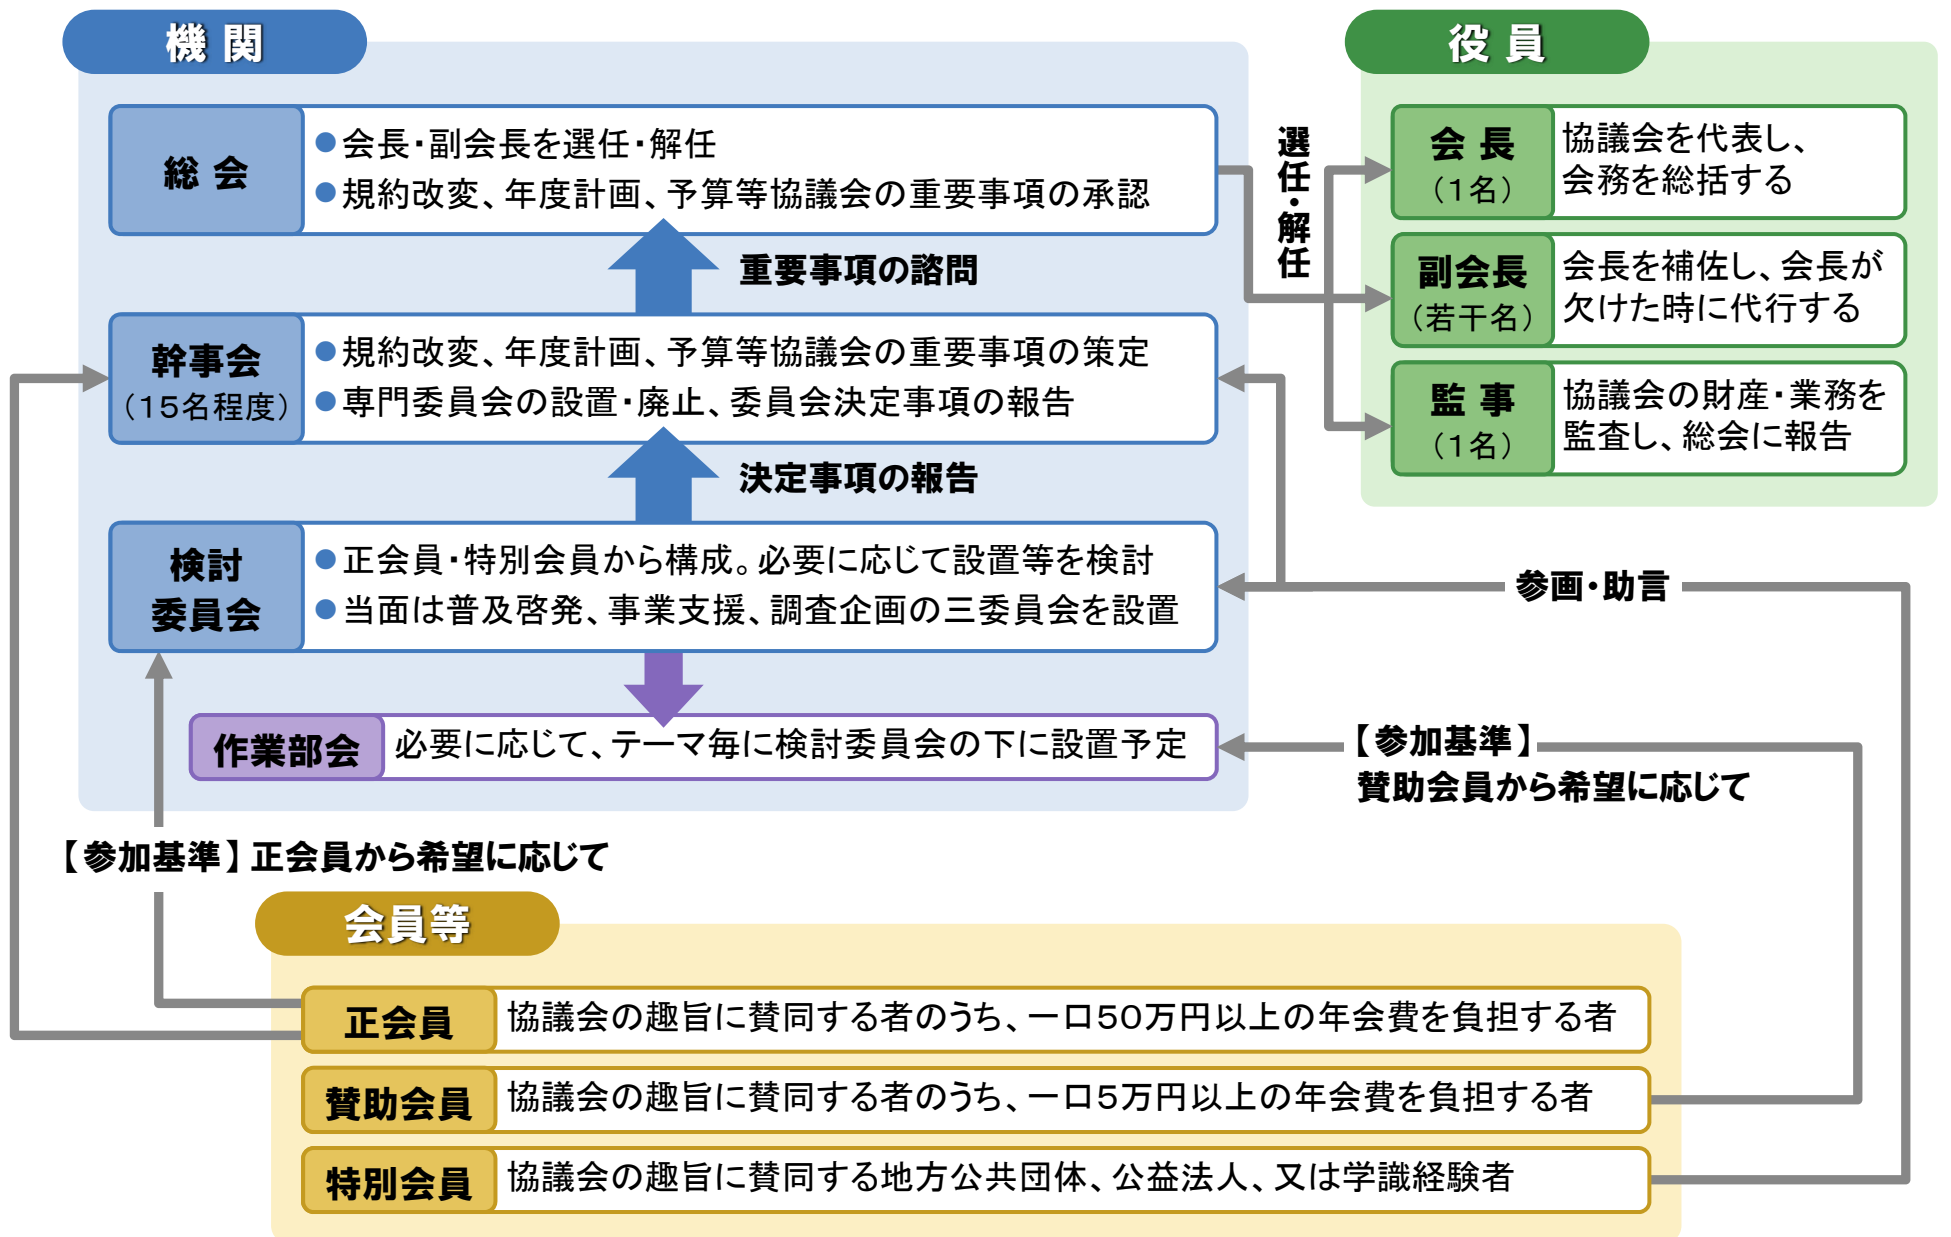 機関
総会
●会長・副会長を選任・解任
●規約改変、年度計画、予算等協議会の重要事項の承認
重要事項の諮問
幹事会
（15名程度）
●規約改変、年度計画、予算等協議会の重要事項の策定
●専門委員会の設置・廃止、委員会決定事項の報告
決定事項の報告
検討
委員会
●正会員・特別会員から構成。必要に応じて設置等を検討
●当面は普及啓発、事業支援、調査企画の三委員会を設置
作業部会
必要に応じて、テーマ毎に検討委員会の下に設置予定
選任・解任
役員
会長
（1名）
協議会を代表し、
会務を総括する
副会長
（若干名）
会長を補佐し、会長が
欠けた時に代行する
監事
（1名）
協議会の財産・業務を
監査し、総会に報告
参画・助言
【参加基準】
賛助会員から希望に応じて
【参加基準】正会員から希望に応じて
会員等
正会員
協議会の趣旨に賛同する者のうち、一口50万円以上の年会費を負担する者
賛助会員
協議会の趣旨に賛同する者のうち、一口5万円以上の年会費を負担する者
特別会員
協議会の趣旨に賛同する地方公共団体、公益法人、又は学識経験者